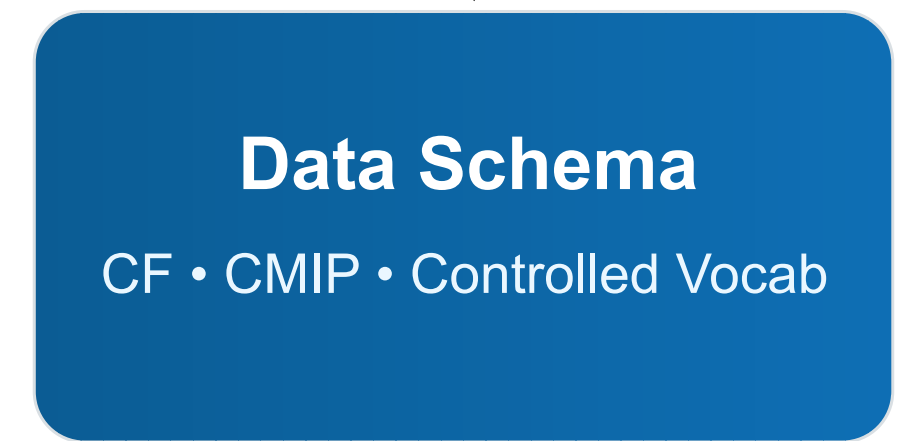 Data Schema
CF • CMIP • Controlled Vocab